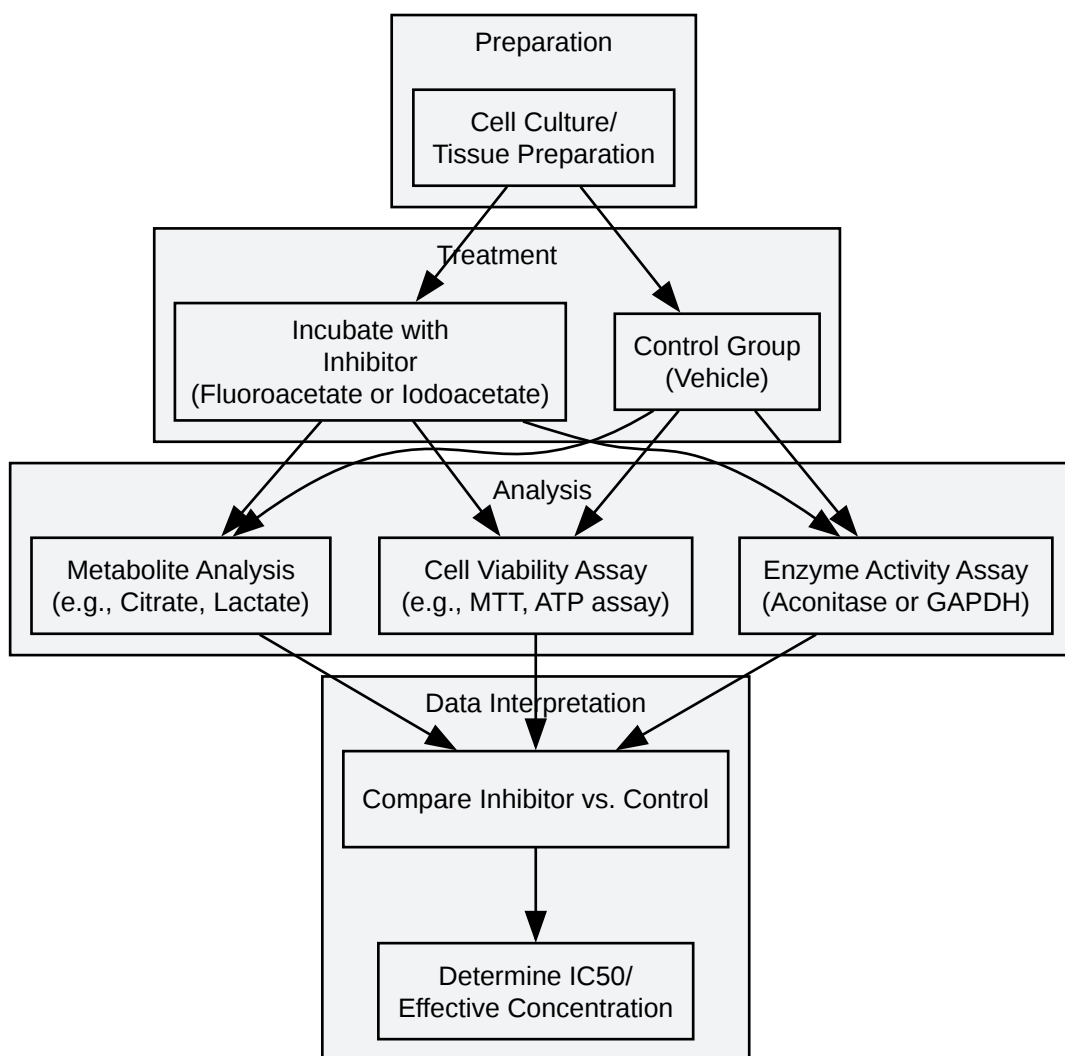 Preparation
Cell Culture/
Tissue Preparation
Treatment
Incubate with
Inhibitor
(Fluoroacetate or Iodoacetate)
Control Group
(Vehicle)
Analysis
Metabolite Analysis
(e.g., Citrate, Lactate)
Cell Viability Assay
(e.g., MTT, ATP assay)
Enzyme Activity Assay
(Aconitase or GAPDH)
Data Interpretation
Compare Inhibitor vs. Control
Determine IC50/
Effective Concentration